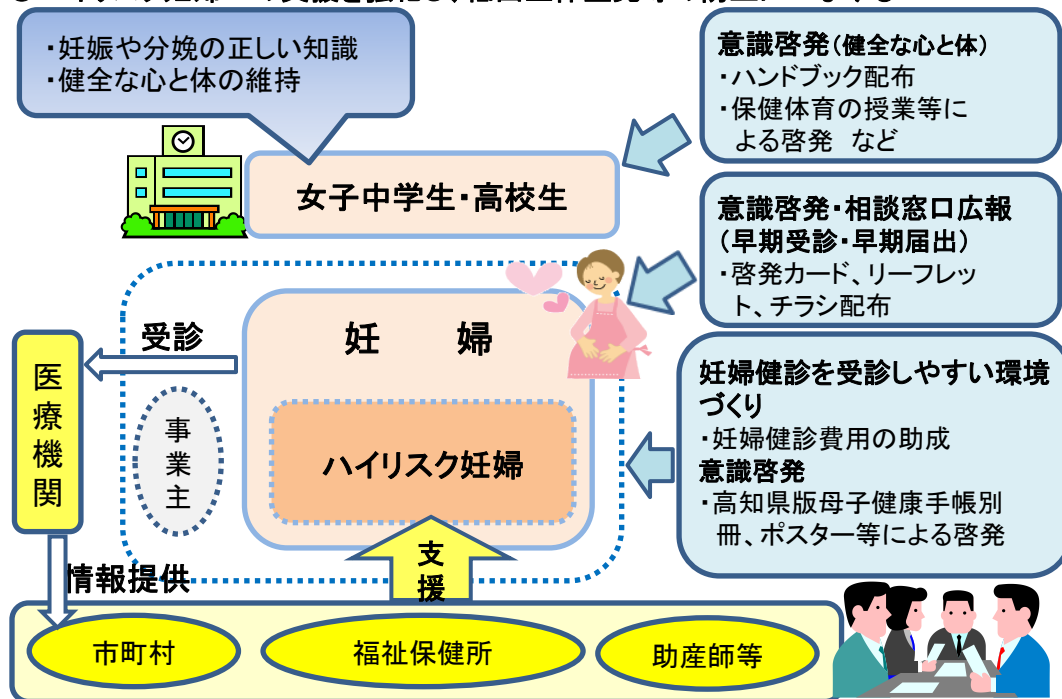 ・妊娠や分娩の正しい知識
・健全な心と体の維持
意識啓発(健全な心と体)
・ハンドブック配布
・保健体育の授業等に
よる啓発 など
女子中学生・高校生
意識啓発・相談窓口広報
(早期受診・早期届出)
・啓発カード、リーフレッ
ト、チラシ配布
受診
妊 婦
医療機関
事業主
ハイリスク妊婦
妊婦健診を受診しやすい環境
づくり
・妊婦健診費用の助成
意識啓発
・高知県版母子健康手帳別
冊、ポスター等による啓発
支援
情報提供
市町村
福祉保健所
助産師等